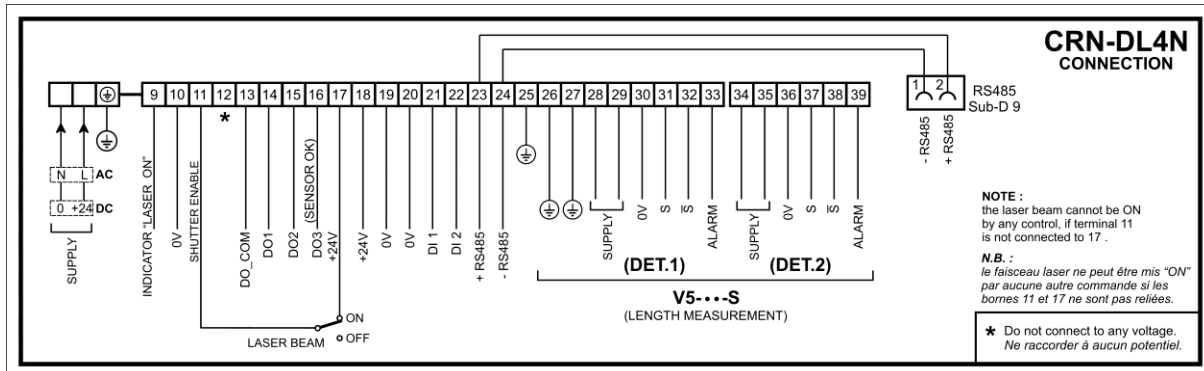 CRN-DL4N
CONNECTION
1 2
RS485
Sub-D 9
- RS485
+ RS485
9 10 11 12 13 14 15 16 17 18 19 20 21 22 23 24 25 26 27 28 29 30 31 32 33 34 35 36 37 38 39
*
N L AC
0 +24 DC
SUPPLY
INDICATOR "LASER ON"
0V
SHUTTER ENABLE
DO_COM
DO1
DO2
DO3 (SENSOR OK)
+24V
+24V
0V
0V
DI 1
DI 2
+ RS485
- RS485
SUPPLY
0V
S
S
ALARM
SUPPLY
0V
S
S
ALARM
(DET.1)
(DET.2)
V5-•••-S
(LENGTH MEASUREMENT)
LASER BEAM
ON
OFF
NOTE :
the laser beam cannot be ON
by any control, if terminal 11
is not connected to 17 .
N.B. :
le faisceau laser ne peut être mis "ON"
par aucune autre commande si les
bornes 11 et 17 ne sont pas reliées.
* Do not connect to any voltage.
Ne raccorder à aucun potentiel.